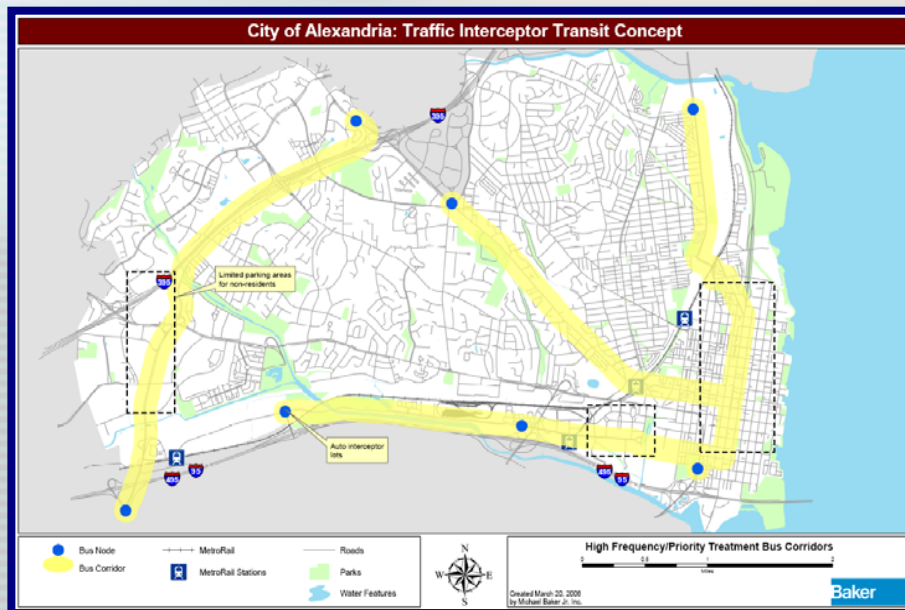 City of Alexandria: Traffic Interceptor Transit Concept
395
Limited parking areas
for non-residents
395
Auto interceptor
lots
495
95
495
95
Bus Node
Bus Corridor
MetroRail
MetroRail Stations
Roads
Parks
Water Features
N
W
E
S
High Frequency/Priority Treatment Bus Corridors
Miles
Created March 20, 2006
by Michael Baker Jr. Inc.
Baker